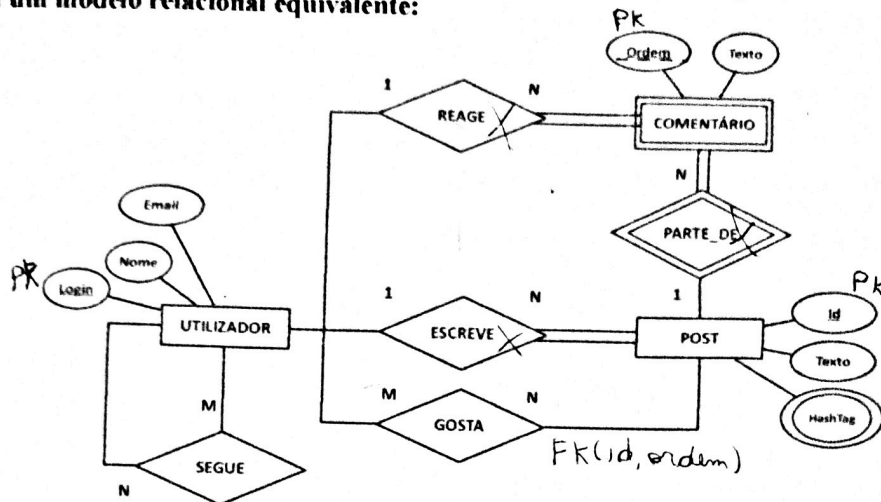 um modelo relacional equivalente:
PK
Ordem
Texto
1
N
REAGE
COMENTÁRIO
N
Email
PARTE_DE
PK
Nome
PK
Login
1
N
1
Id
UTILIZADOR
ESCREVE
POST
Texto
M
M
N
HashTag
GOSTA
SEGUE
FK(id, ordem)
N